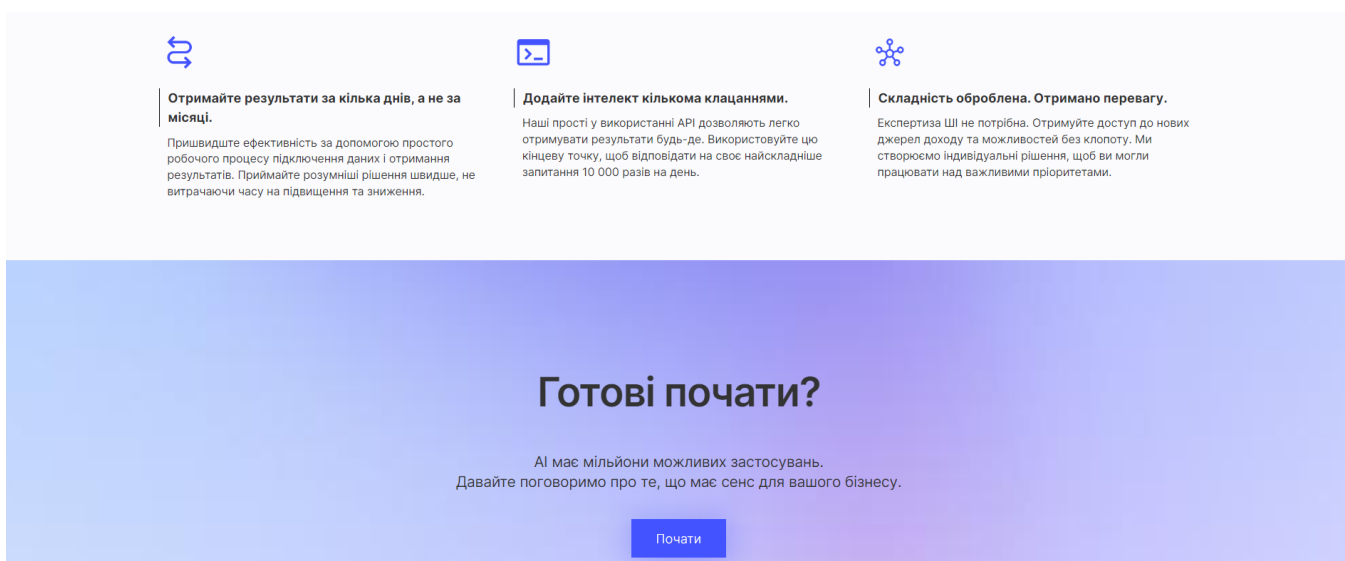 Отримайте результати за кілька днів, а не за
місяці.
Пришвидште ефективність за допомогою простого
робочого процесу підключення даних і отримання
результатів. Приймайте розумніші рішення швидше, не
витрачаючи часу на підвищення та зниження.
Додайте інтелект кількома клацаннями.
Наші прості у використанні API дозволяють легко
отримувати результати будь-де. Використовуйте цю
кінцеву точку, щоб відповідати на своє найскладніше
запитання 10 000 разів на день.
Складність оброблена. Отримано перевагу.
Експертиза ШІ не потрібна. Отримуйте доступ до нових
джерел доходу та можливостей без клопоту. Ми
створюємо індивідуальні рішення, щоб ви могли
працювати над важливими пріоритетами.
Готові почати?
AI має мільйони можливих застосувань.
Давайте поговоримо про те, що має сенс для вашого бізнесу.
Почати